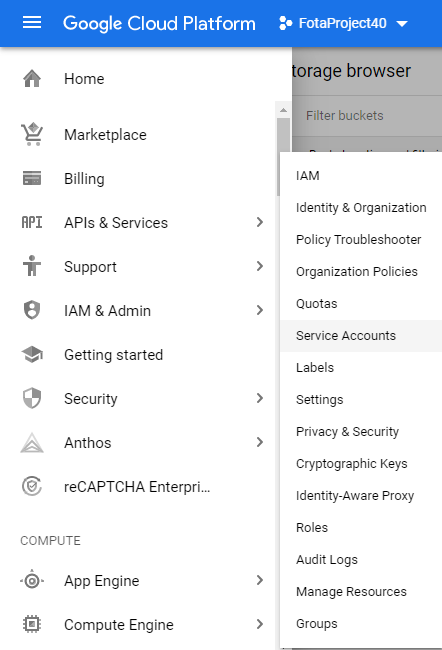 Google Cloud Platform
FotaProject40
Home
Marketplace
Billing
API APIs & Services
Support
IAM & Admin
Getting started
Security
Anthos
reCAPTCHA Enterpri...
COMPUTE
App Engine
Compute Engine
torage browser
Filter buckets
IAM
Identity & Organization
Policy Troubleshooter
Organization Policies
Quotas
Service Accounts
Labels
Settings
Privacy & Security
Cryptographic Keys
Identity-Aware Proxy
Roles
Audit Logs
Manage Resources
Groups